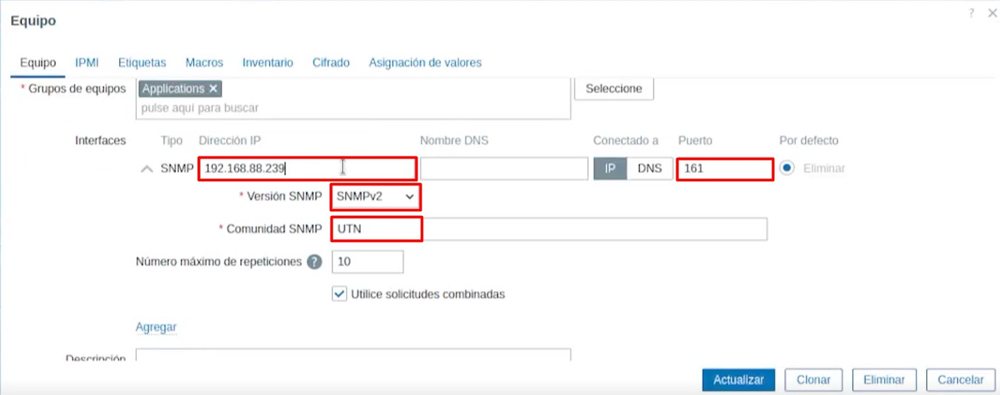 Equipo
? ×
Equipo IPMI Etiquetas Macros Inventario Cifrado Asignación de valores
* Grupos de equipos Applications × Seleccione
pulse aquí para buscar
Interfaces Tipo Dirección IP Nombre DNS Conectado a Puerto Por defecto
SNMP 192.168.88.239 IP DNS 161 Eliminar
* Versión SNMP SNMPv2
* Comunidad SNMP UTN
Número máximo de repeticiones ? 10
Utilice solicitudes combinadas
Agregar
Descripción
Actualizar Clonar Eliminar Cancelar